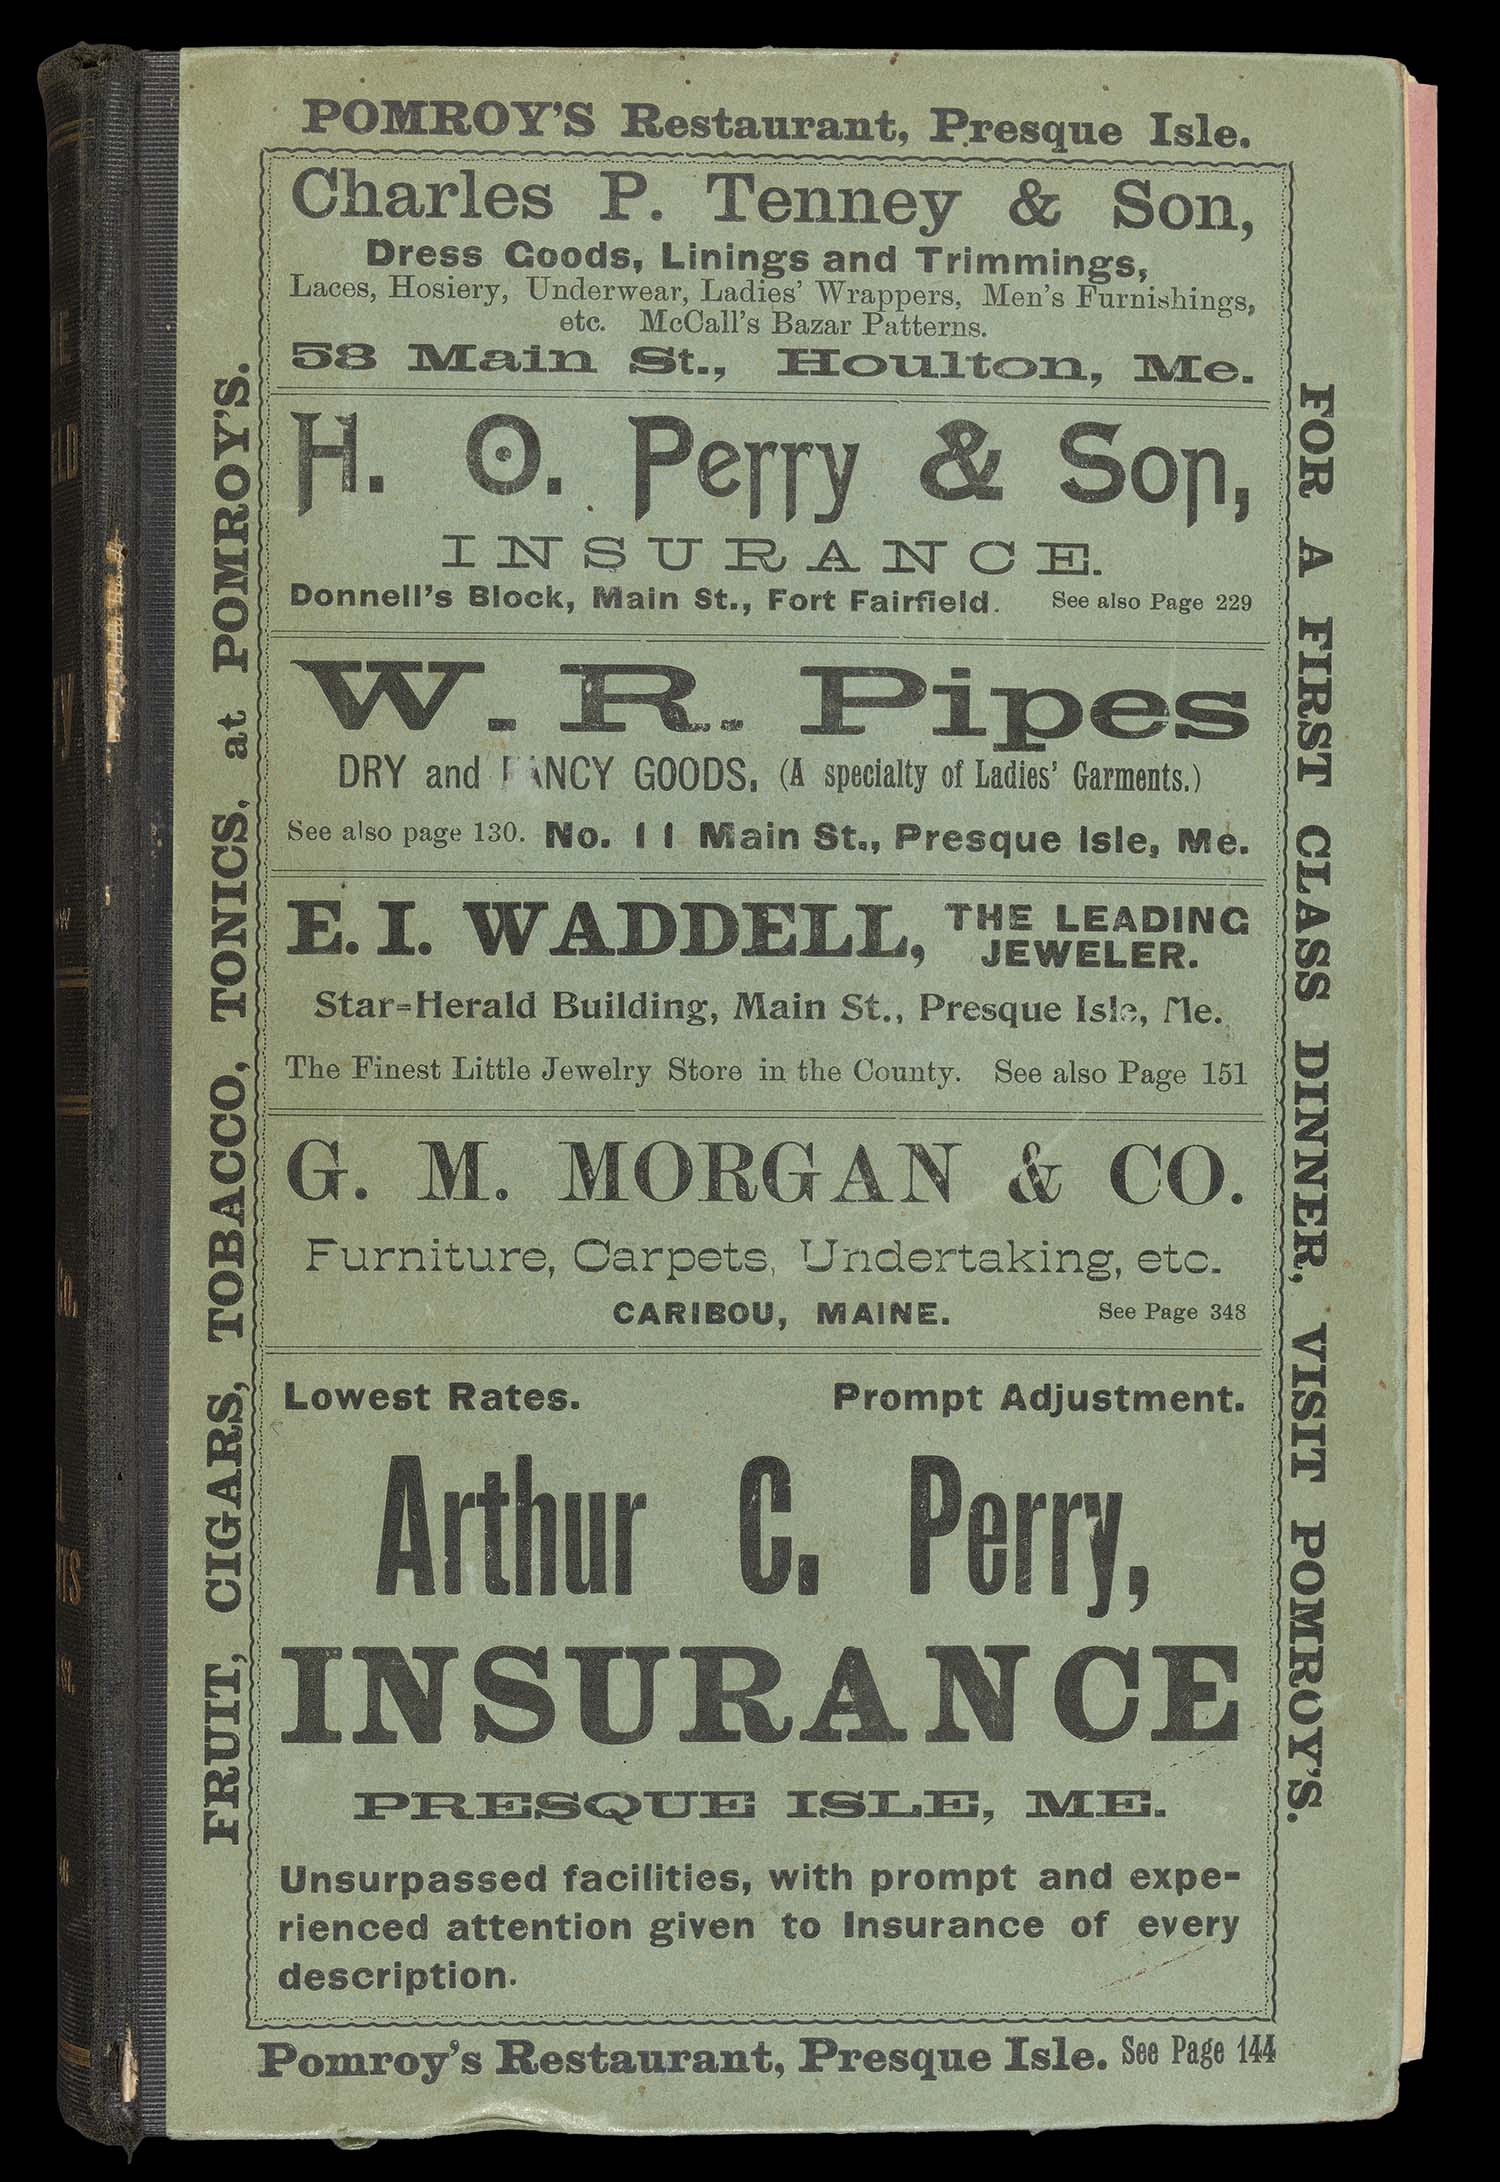 POMROY'S Restaurant, Presque Isle.
Charles P. Tenney & Son,
Dress Goods, Linings and Trimmings,
Laces, Hosiery, Underwear, Ladies' Wrappers, Men's Furnishings,
etc. McCall's Bazar Patterns.
58 Main St., Houlton, Me.
H. O. Perry & Son,
INSURANCE.
Donnell's Block, Main St., Fort Fairfield. See also Page 229
W. R. Pipes
DRY and FANCY GOODS, (A specialty of Ladies' Garments.)
See also page 130. No. 11 Main St., Presque Isle, Me.
E. I. WADDELL, THE LEADING
JEWELER.
Star=Herald Building, Main St., Presque Isle, Me.
The Finest Little Jewelry Store in the County. See also Page 151
G. M. MORGAN & CO.
Furniture, Carpets, Undertaking, etc.
CARIBOU, MAINE. See Page 348
Lowest Rates. Prompt Adjustment.
Arthur C. Perry,
INSURANCE
PRESQUE ISLE, ME.
Unsurpassed facilities, with prompt and expe-
rienced attention given to Insurance of every
description.
Pomroy's Restaurant, Presque Isle. See Page 144
FRUIT, CIGARS, TOBACCO, TONICS, at POMROY'S.
FOR A FIRST CLASS DINNER, VISIT POMROY'S.